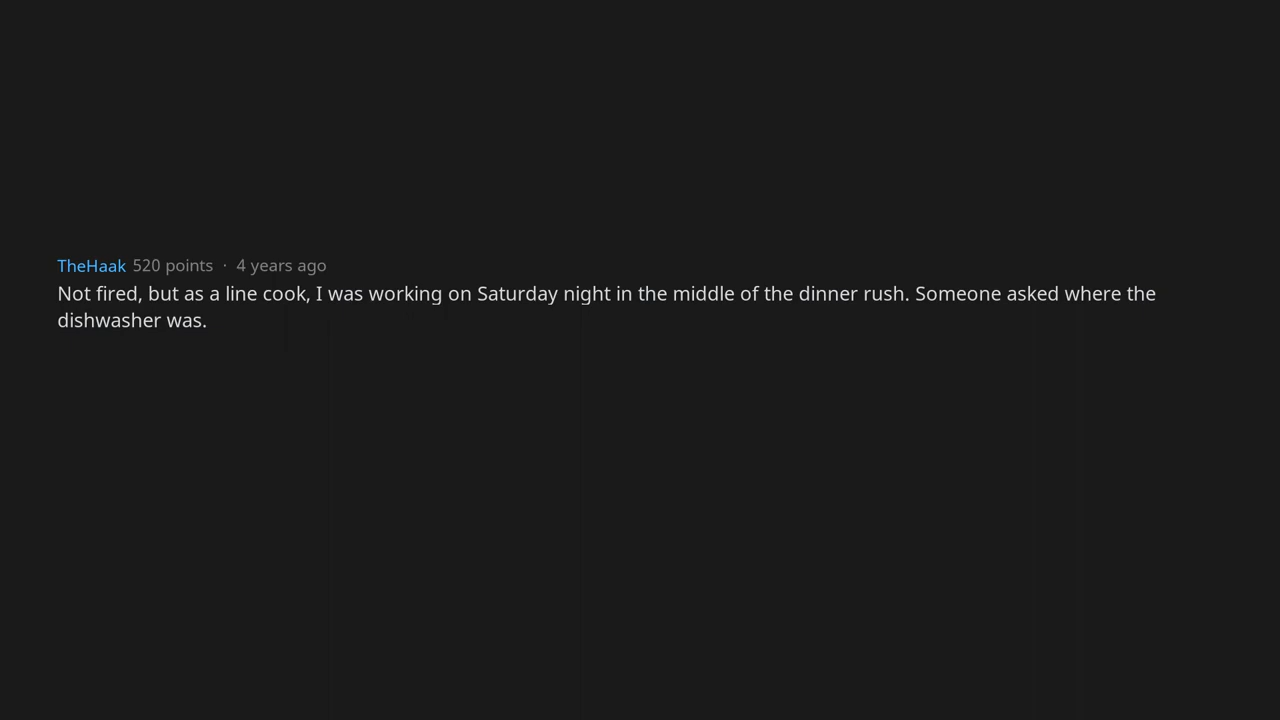 TheHaak 520 points · 4 years ago
Not fired, but as a line cook, I was working on Saturday night in the middle of the dinner rush. Someone asked where the
dishwasher was.